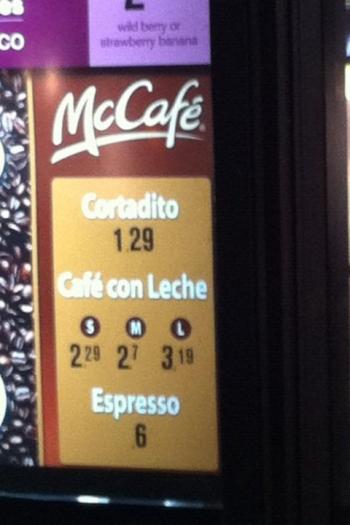 wild berry or
strawberry banana
McCafé
Cortadito
1.29
Café con Leche
S M L
2.29 2.7 3.19
Espresso
.6